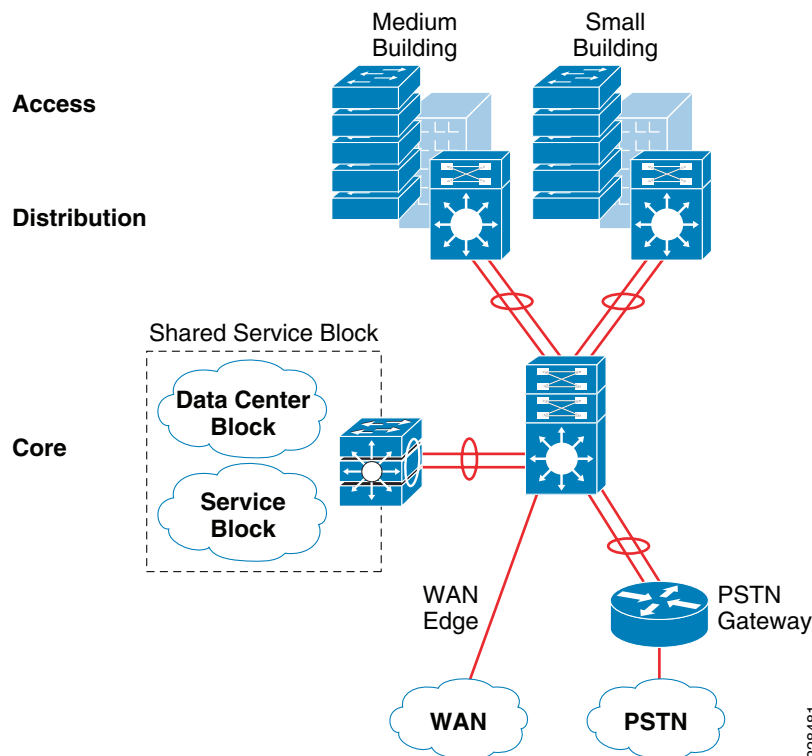 Medium
Building
Small
Building
Access
Distribution
Shared Service Block
Data Center
Block
Core
Service
Block
WAN
Edge
PSTN
Gateway
WAN
PSTN